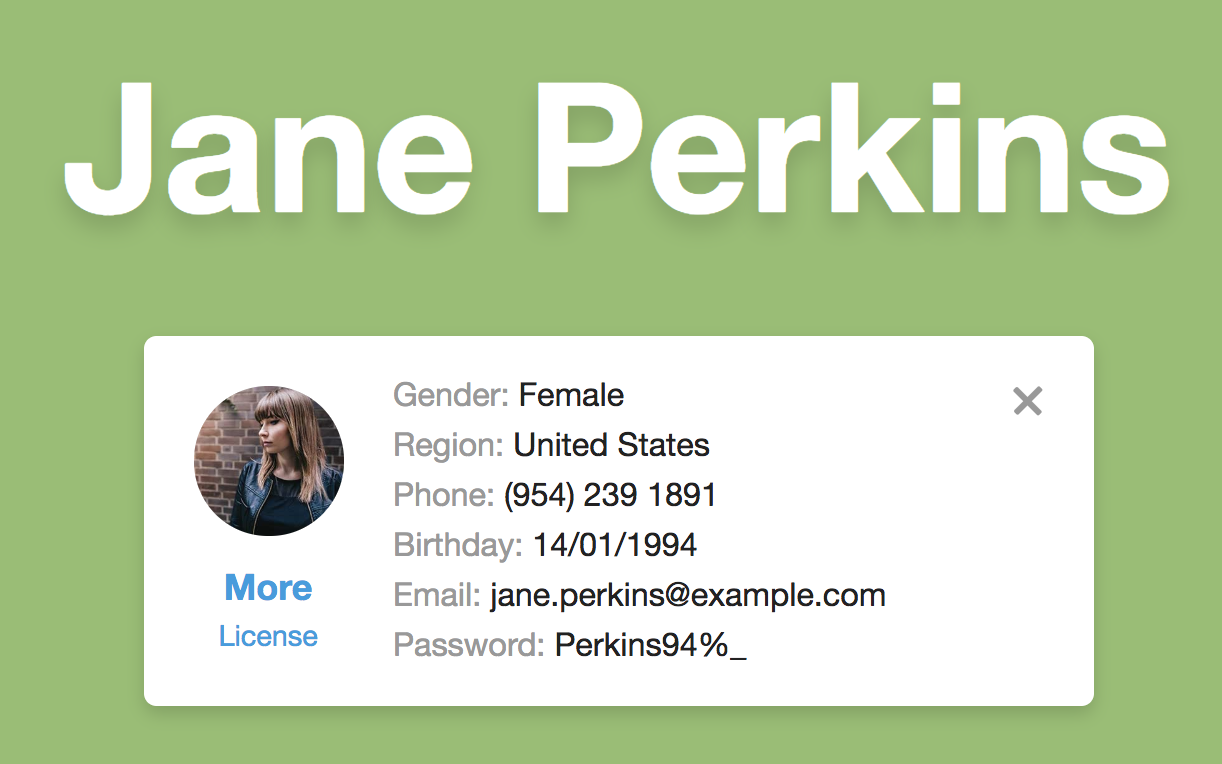 Jane Perkins
Gender: Female
Region: United States
Phone: (954) 239 1891
Birthday: 14/01/1994
Email: jane.perkins@example.com
Password: Perkins94%_
More
License